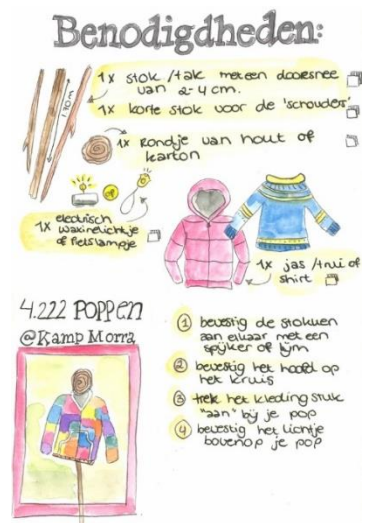 Benodigdheden:
1.70m
1x stok /tak met een doorsnee
van 2-4 cm.
1x korte stok voor de 'schouders'.
1x Rondje van hout of
karton
1x electrisch
waxinelichtje
of fietslampje
1x jas /trui of
shirt
4.222 POPPEN
@Kamp Morra
1 bevestig de stokken
aan elkaar met een
spijker of lijm
2 bevestig het hoofd op
het kruis
3 trek het kledingstuk
"aan" bij je pop
4 bevestig het lichtje
bovenop je pop